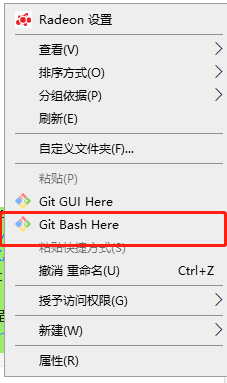 Radeon 设置
查看(V)
排序方式(O)
分组依据(P)
刷新(E)
自定义文件夹(F)...
粘贴(P)
Git GUI Here
Git Bash Here
粘贴快捷方式(S)
撤消 重命名(U) Ctrl+Z
授予访问权限(G)
新建(W)
属性(R)